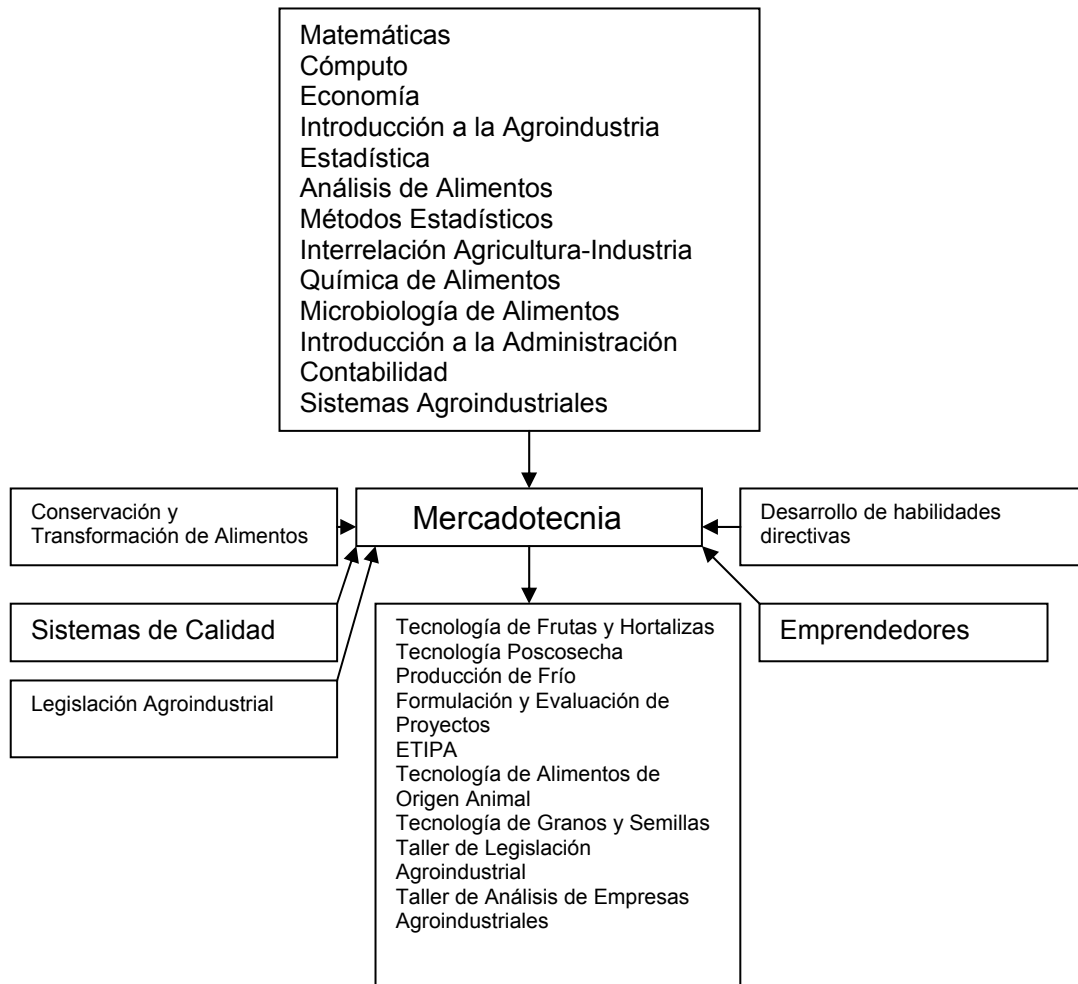 Matemáticas
Cómputo
Economía
Introducción a la Agroindustria
Estadística
Análisis de Alimentos
Métodos Estadísticos
Interrelación Agricultura-Industria
Química de Alimentos
Microbiología de Alimentos
Introducción a la Administración
Contabilidad
Sistemas Agroindustriales
Conservación y
Transformación de Alimentos
Mercadotecnia
Desarrollo de habilidades
directivas
Sistemas de Calidad
Emprendedores
Legislación Agroindustrial
Tecnología de Frutas y Hortalizas
Tecnología Poscosecha
Producción de Frío
Formulación y Evaluación de
Proyectos
ETIPA
Tecnología de Alimentos de
Origen Animal
Tecnología de Granos y Semillas
Taller de Legislación
Agroindustrial
Taller de Análisis de Empresas
Agroindustriales